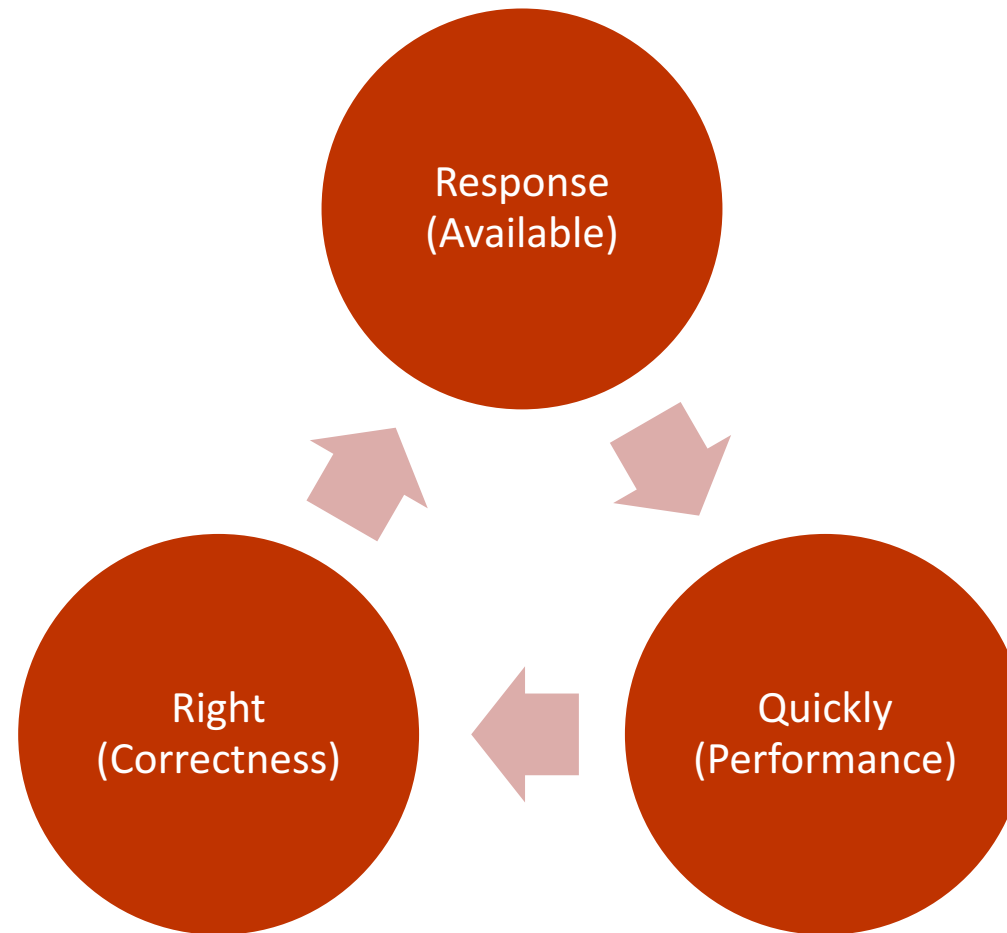 Response
(Available)
Quickly
(Performance)
Right
(Correctness)